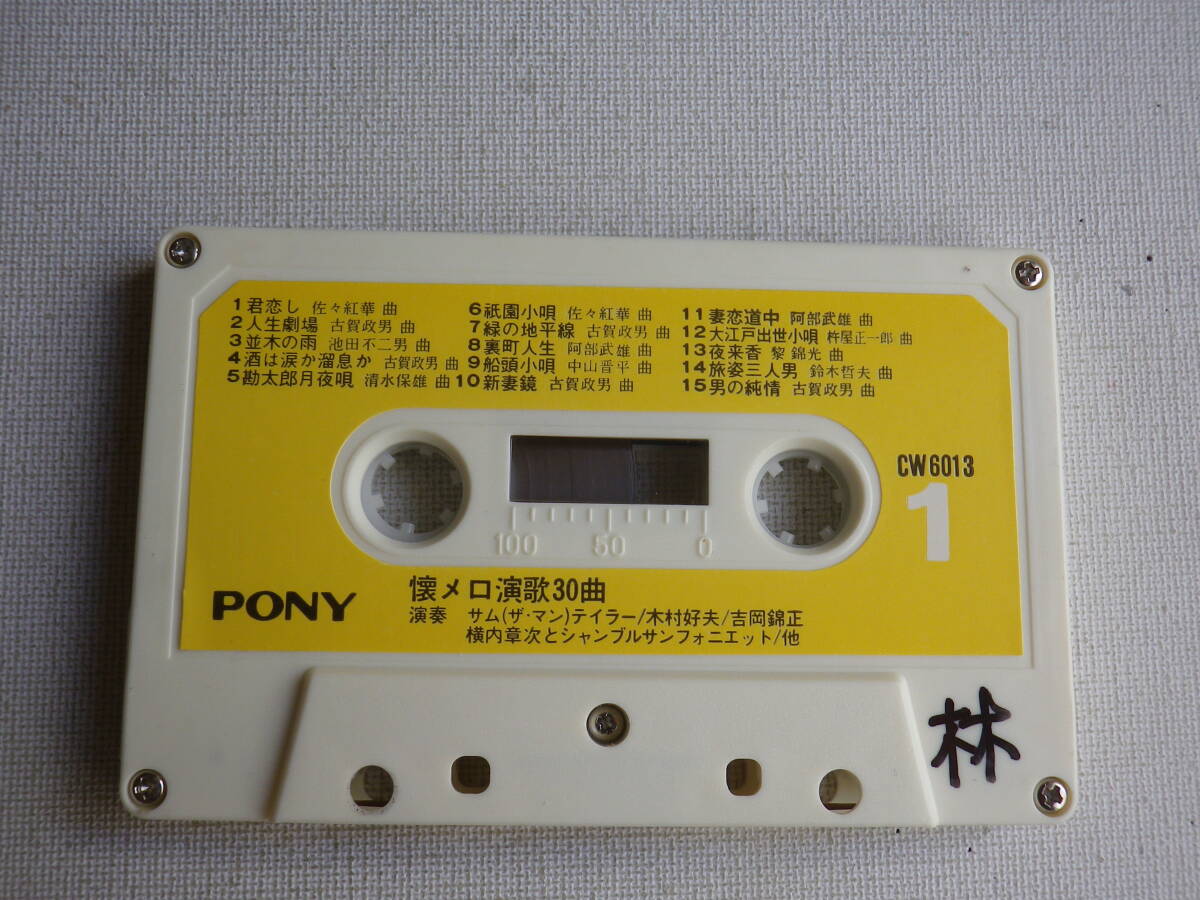 1 君恋し 佐々紅華 曲
2 人生劇場 古賀政男 曲
3 並木の雨 池田不二男 曲
4 酒は涙か溜息か 古賀政男 曲
5 勘太郎月夜唄 清水保雄 曲
6 祇園小唄 佐々紅華 曲
7 緑の地平線 古賀政男 曲
8 裏町人生 阿部武雄 曲
9 船頭小唄 中山晋平 曲
10 新妻鏡 古賀政男 曲
11 妻恋道中 阿部武雄 曲
12 大江戸出世小唄 杵屋正一郎 曲
13 夜来香 黎錦光 曲
14 旅姿三人男 鈴木哲夫 曲
15 男の純情 古賀政男 曲
CW6013
1
100 50 0
PONY
懐メロ演歌30曲
演奏 サム(ザ・マン)テイラー/木村好夫/吉岡錦正
横内章次とシャンブルサンフォニエット/他
林